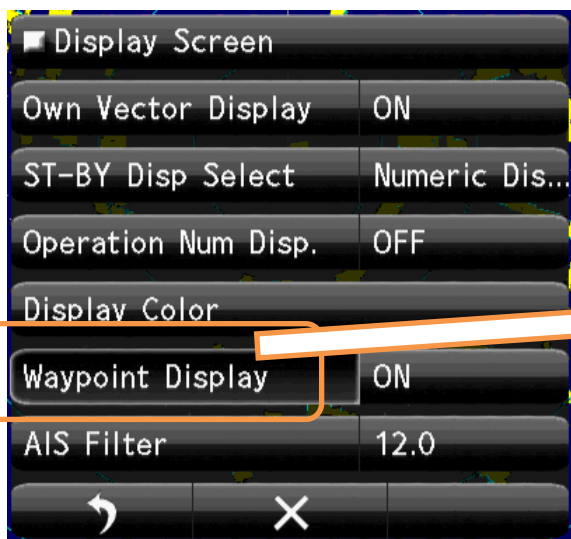 Display Screen
Own Vector Display ON
ST-BY Disp Select Numeric Dis...
Operation Num Disp. OFF
Display Color
Waypoint Display ON
AIS Filter 12.0